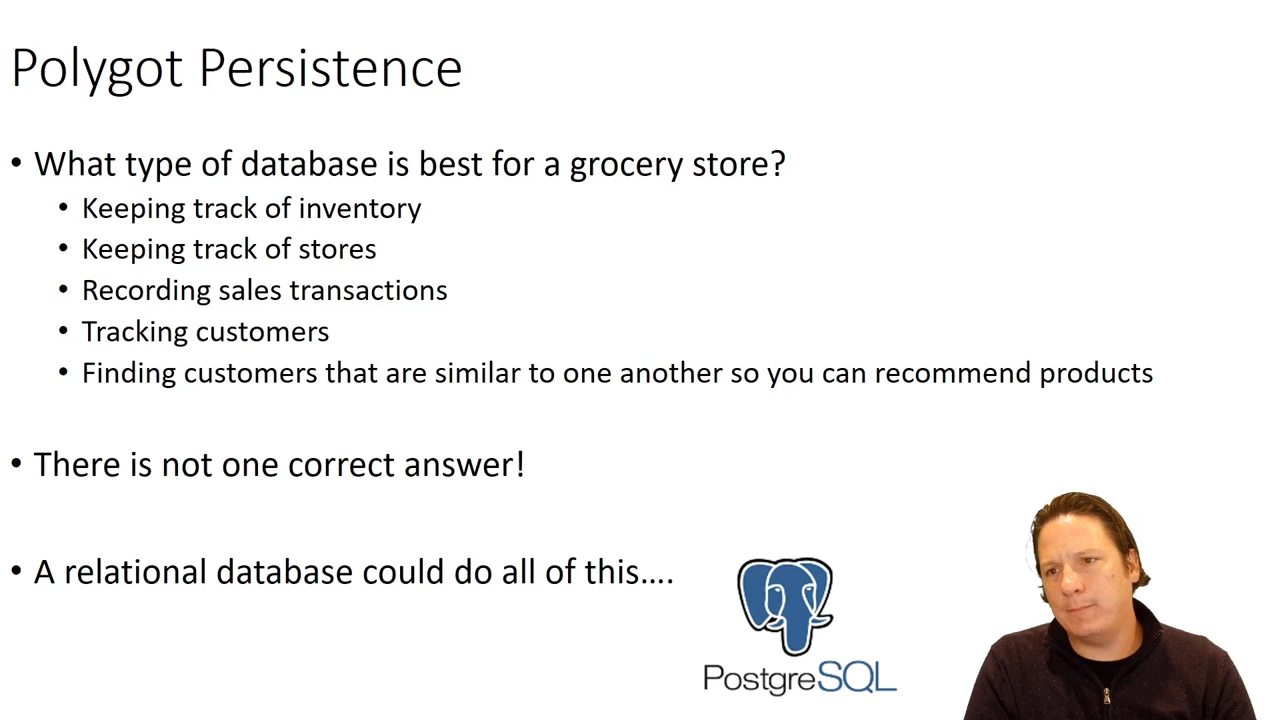 Polygot Persistence
• What type of database is best for a grocery store?
• Keeping track of inventory
• Keeping track of stores
• Recording sales transactions
• Tracking customers
• Finding customers that are similar to one another so you can recommend products
• There is not one correct answer!
• A relational database could do all of this....
PostgreSQL